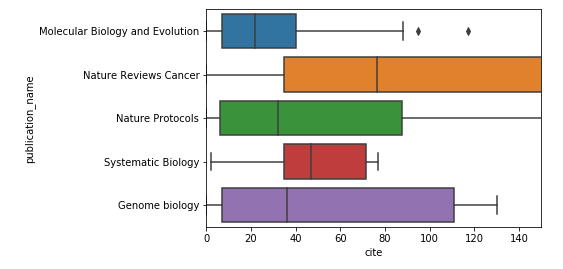 Molecular Biology and Evolution
Nature Reviews Cancer
Nature Protocols
Systematic Biology
Genome biology
publication_name
0 20 40 60 80 100 120 140
cite